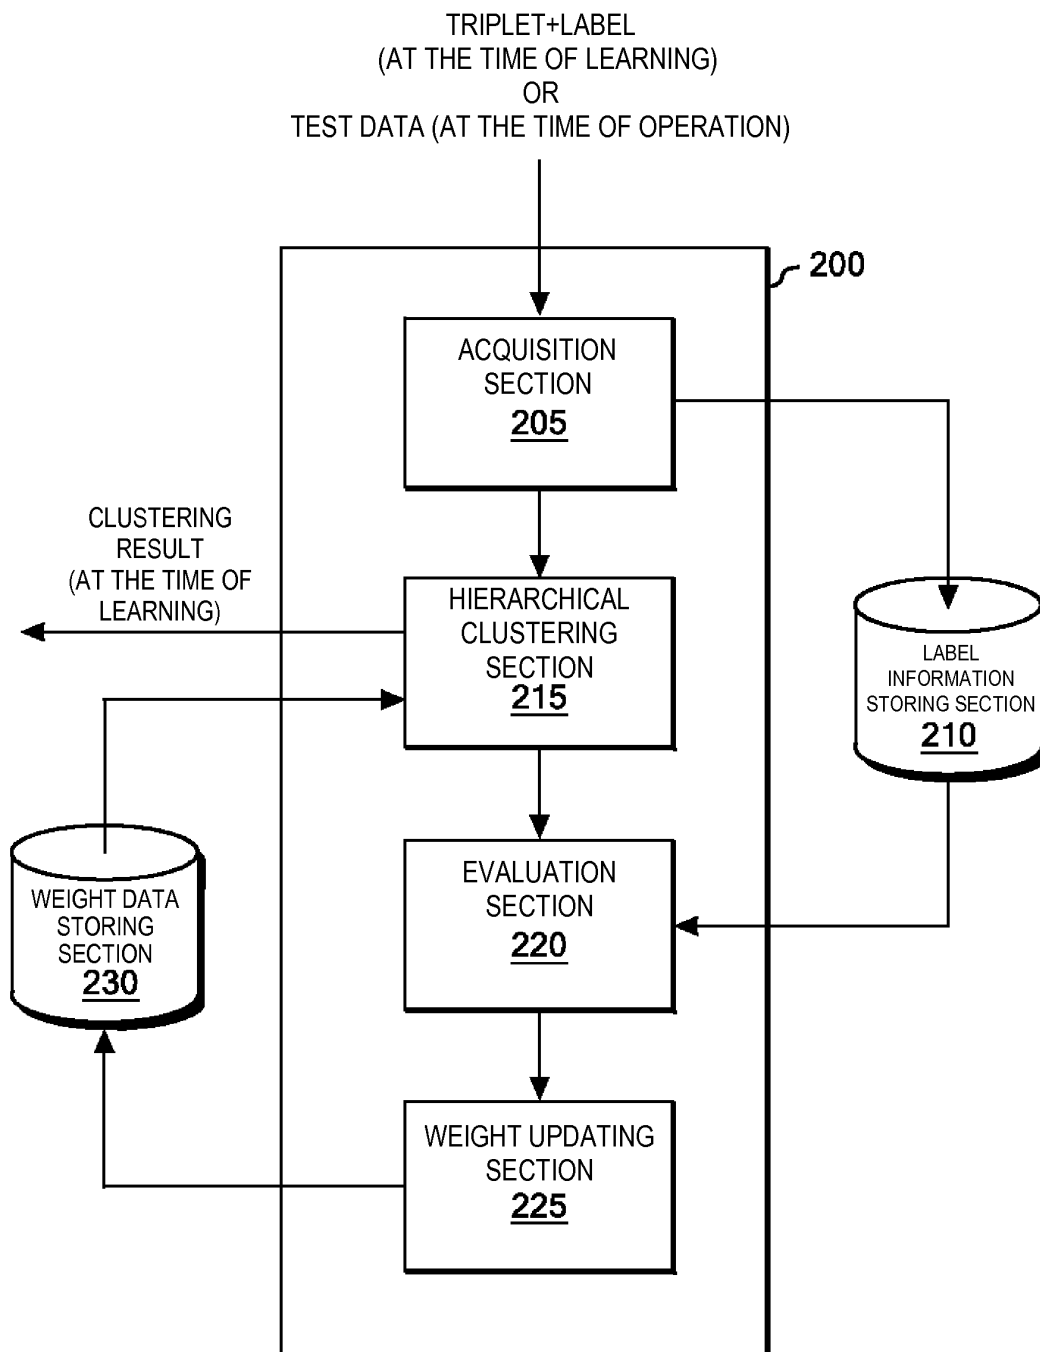 TRIPLET+LABEL
(AT THE TIME OF LEARNING)
OR
TEST DATA (AT THE TIME OF OPERATION)
200
ACQUISITION
SECTION
205
CLUSTERING
RESULT
(AT THE TIME OF
LEARNING)
HIERARCHICAL
CLUSTERING
SECTION
215
LABEL
INFORMATION
STORING SECTION
210
EVALUATION
SECTION
220
WEIGHT DATA
STORING
SECTION
230
WEIGHT UPDATING
SECTION
225